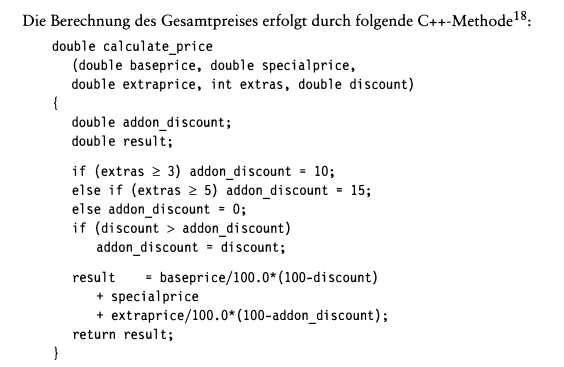 Die Berechnung des Gesamtpreises erfolgt durch folgende C++-Methode18:
double calculate_price
(double baseprice, double specialprice,
double extraprice, int extras, double discount)
{
double addon_discount;
double result;
if (extras ≥ 3) addon_discount = 10;
else if (extras ≥ 5) addon_discount = 15;
else addon_discount = 0;
if (discount > addon_discount)
addon_discount = discount;
result = baseprice/100.0*(100-discount)
+ specialprice
+ extraprice/100.0*(100-addon_discount);
return result;
}